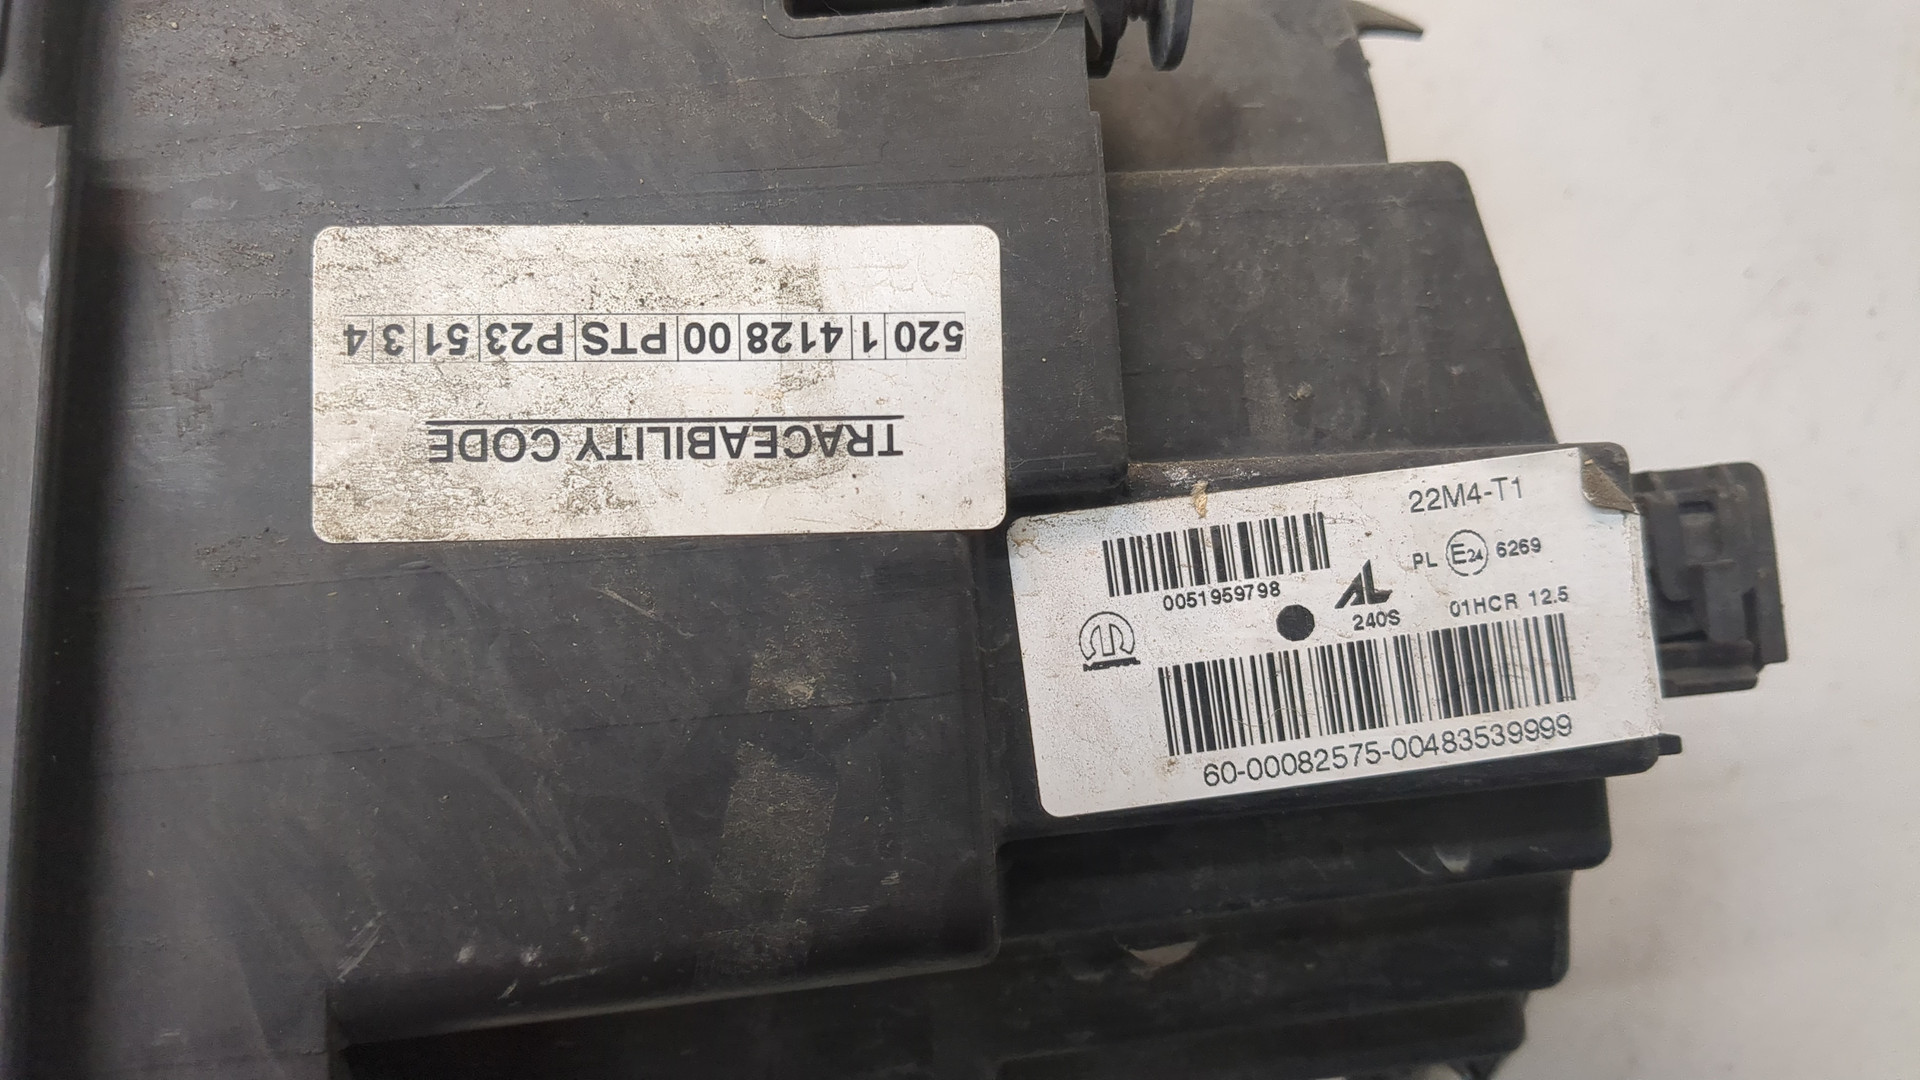 TRACEABILITY CODE
520 1 4128 00 PTS P23 51 3 4
22M4-T1
0051959798
PL E24 6269
AL
240S
01HCR 12.5
60-00082575-00483539999